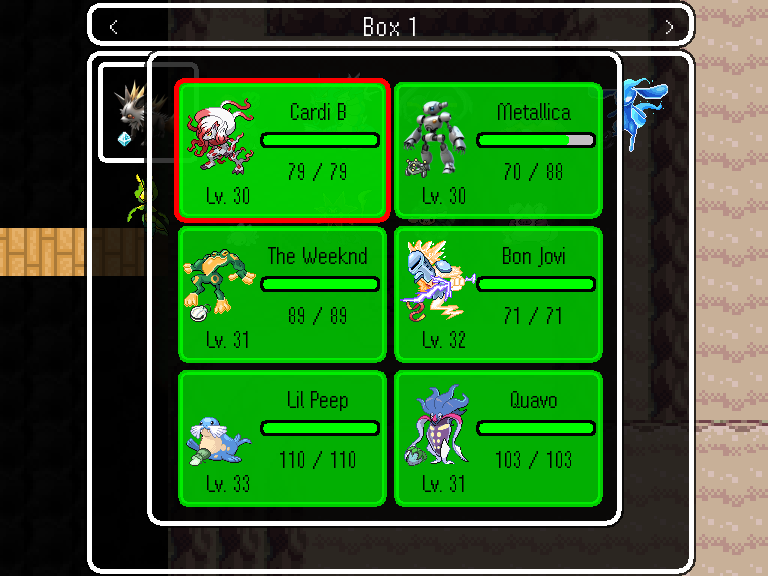 < Box 1 >
Cardi B
79 / 79
Lv. 30
Metallica
70 / 88
Lv. 30
The Weeknd
89 / 89
Lv. 31
Bon Jovi
71 / 71
Lv. 32
Lil Peep
110 / 110
Lv. 33
Quavo
103 / 103
Lv. 31